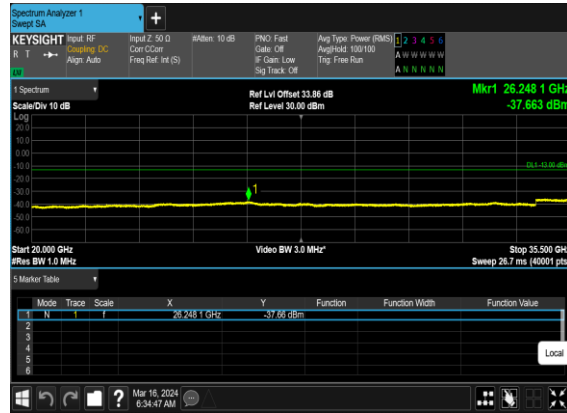 Spectrum Analyzer 1
Swept SA
+
KEYSIGHT
R T
Input: RF
Coupling: DC
Align: Auto
Input Z: 50 Ω
Corr CCorr
Freq Ref: Int (S)
#Atten: 10 dB
PNO: Fast
Gate: Off
IF Gain: Low
Sig Track: Off
Avg Type: Power (RMS)
Avg|Hold: 100/100
Trig: Free Run
1 2 3 4 5 6
A W W W W W
A N N N N N
1 Spectrum
Scale/Div 10 dB
Ref Lvl Offset 33.86 dB
Ref Level 30.00 dBm
Mkr1 26.248 1 GHz
-37.663 dBm
Log
20.0
10.0
0.00
-10.0
-20.0
-30.0
-40.0
-50.0
-60.0
DL1 -13.00 dBm
1
Start 20.000 GHz
#Res BW 1.0 MHz
Video BW 3.0 MHz*
Stop 35.500 GHz
Sweep 26.7 ms (40001 pts)
5 Marker Table
Mode Trace Scale X Y Function Function Width Function Value
1 N 1 f 26.248 1 GHz -37.66 dBm
2
3
4
5
6
Local
?
Mar 16, 2024
6:34:47 AM